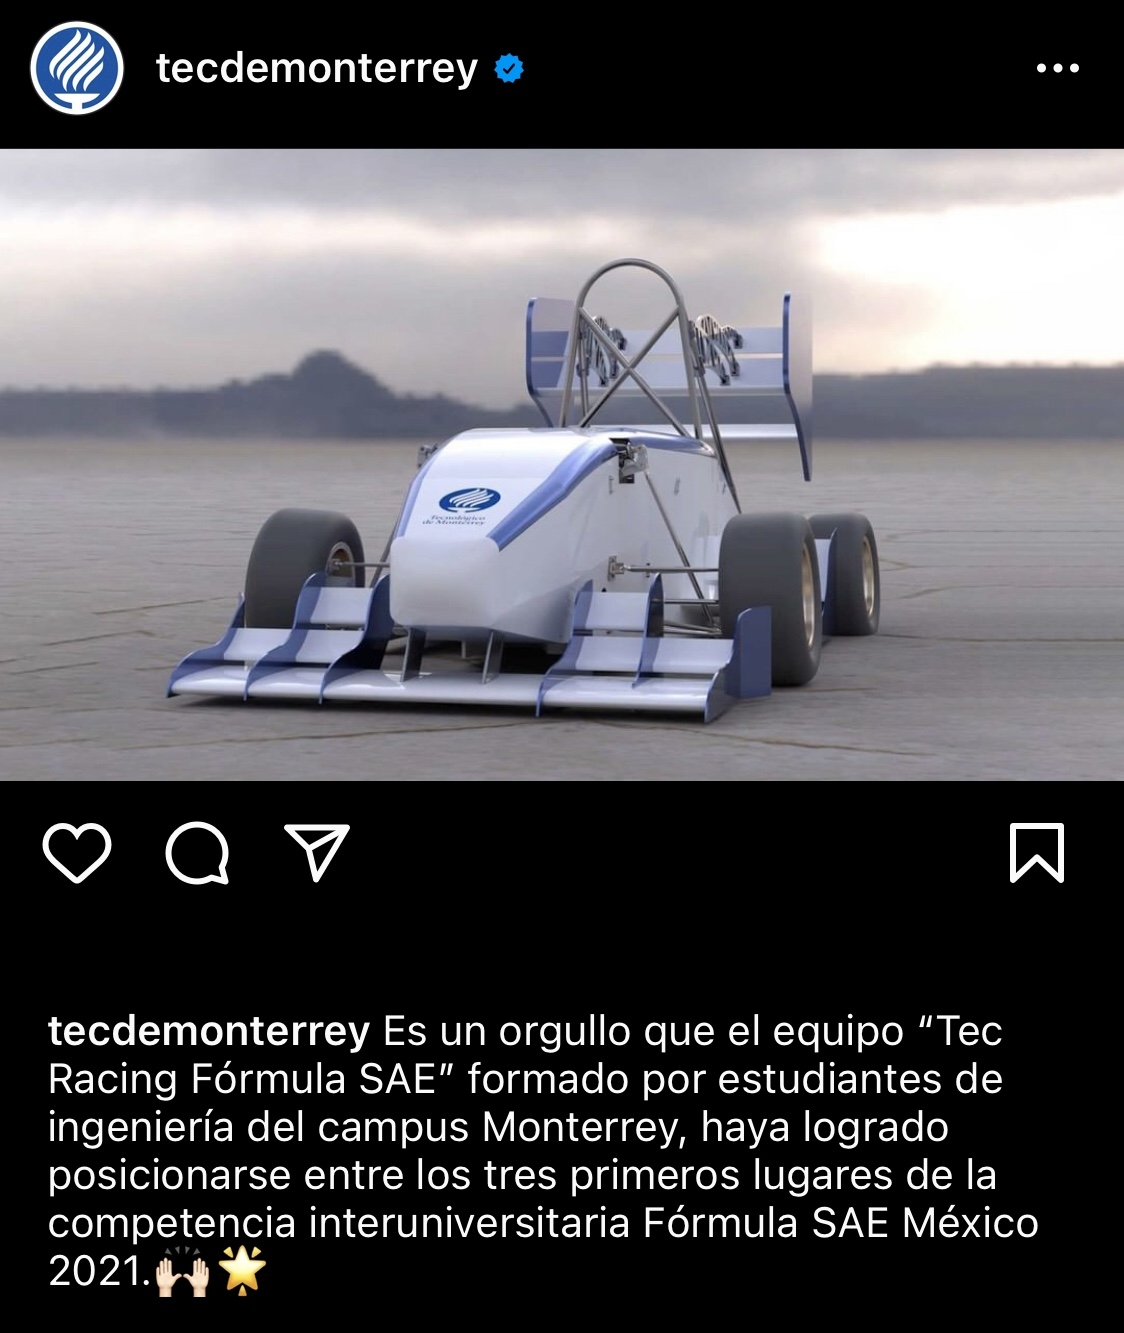 tecdemonterrey
Tecnológico
de Monterrey
tecdemonterrey Es un orgullo que el equipo “Tec
Racing Fórmula SAE” formado por estudiantes de
ingeniería del campus Monterrey, haya logrado
posicionarse entre los tres primeros lugares de la
competencia interuniversitaria Fórmula SAE México
2021.🙌🏻🌟